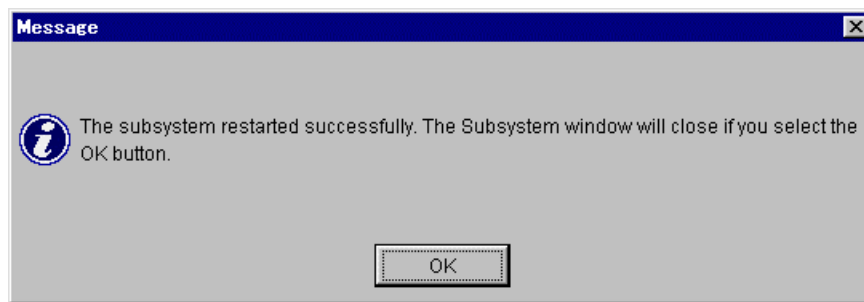 Message
The subsystem restarted successfully. The Subsystem window will close if you select the
OK button.
OK